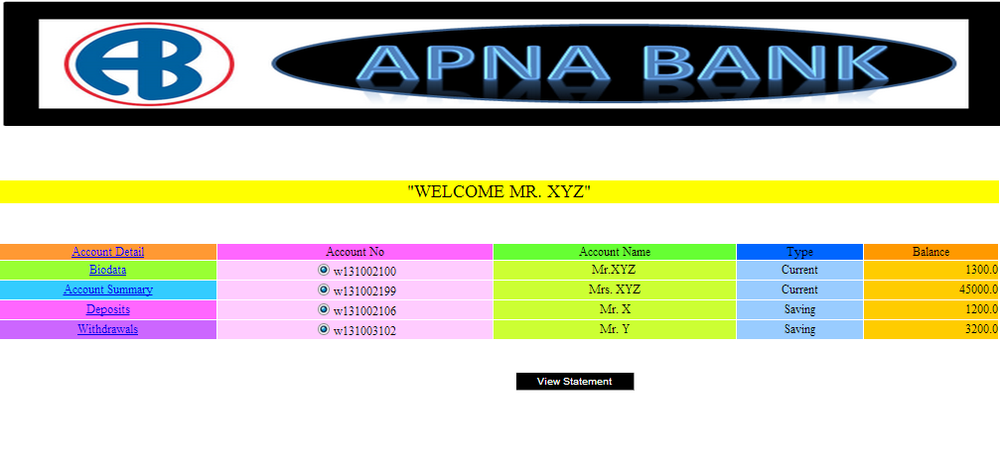 AB APNA BANK
"WELCOME MR. XYZ"
Account Detail Account No Account Name Type Balance
Biodata w131002100 Mr.XYZ Current 1300.0
Account Summary w131002199 Mrs. XYZ Current 45000.0
Deposits w131002106 Mr. X Saving 1200.0
Withdrawals w131003102 Mr. Y Saving 3200.0
View Statement